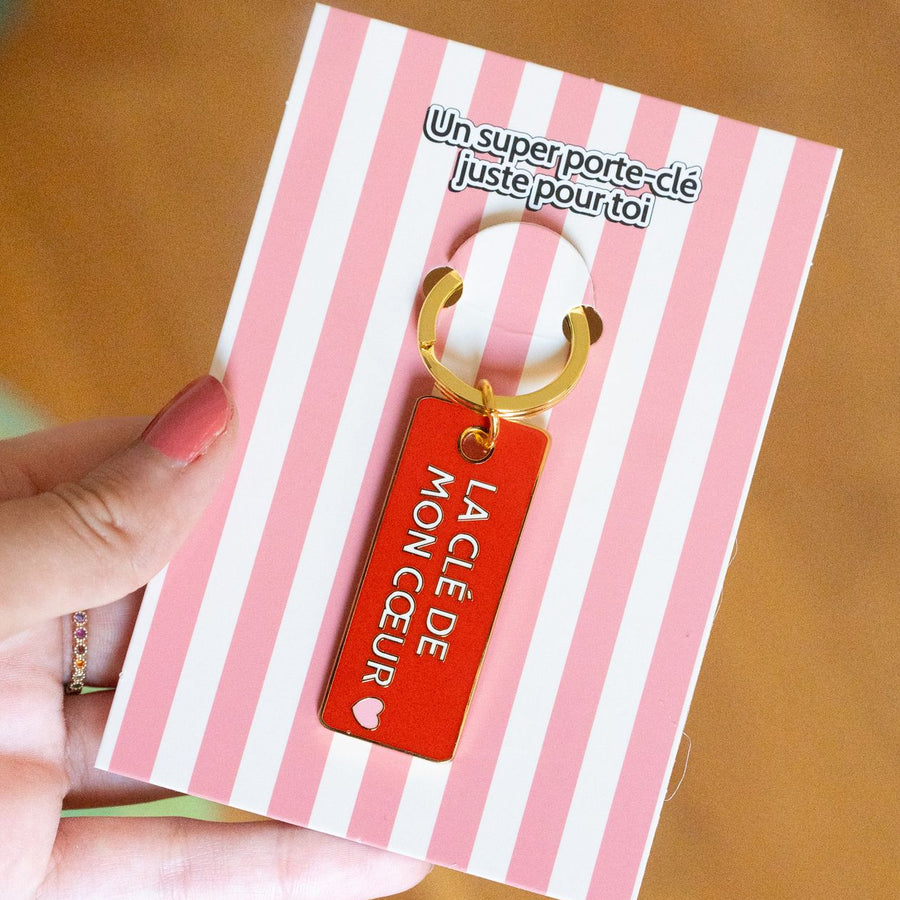 Un super porte-clé
juste pour toi
LA CLÉ DE
MON CŒUR